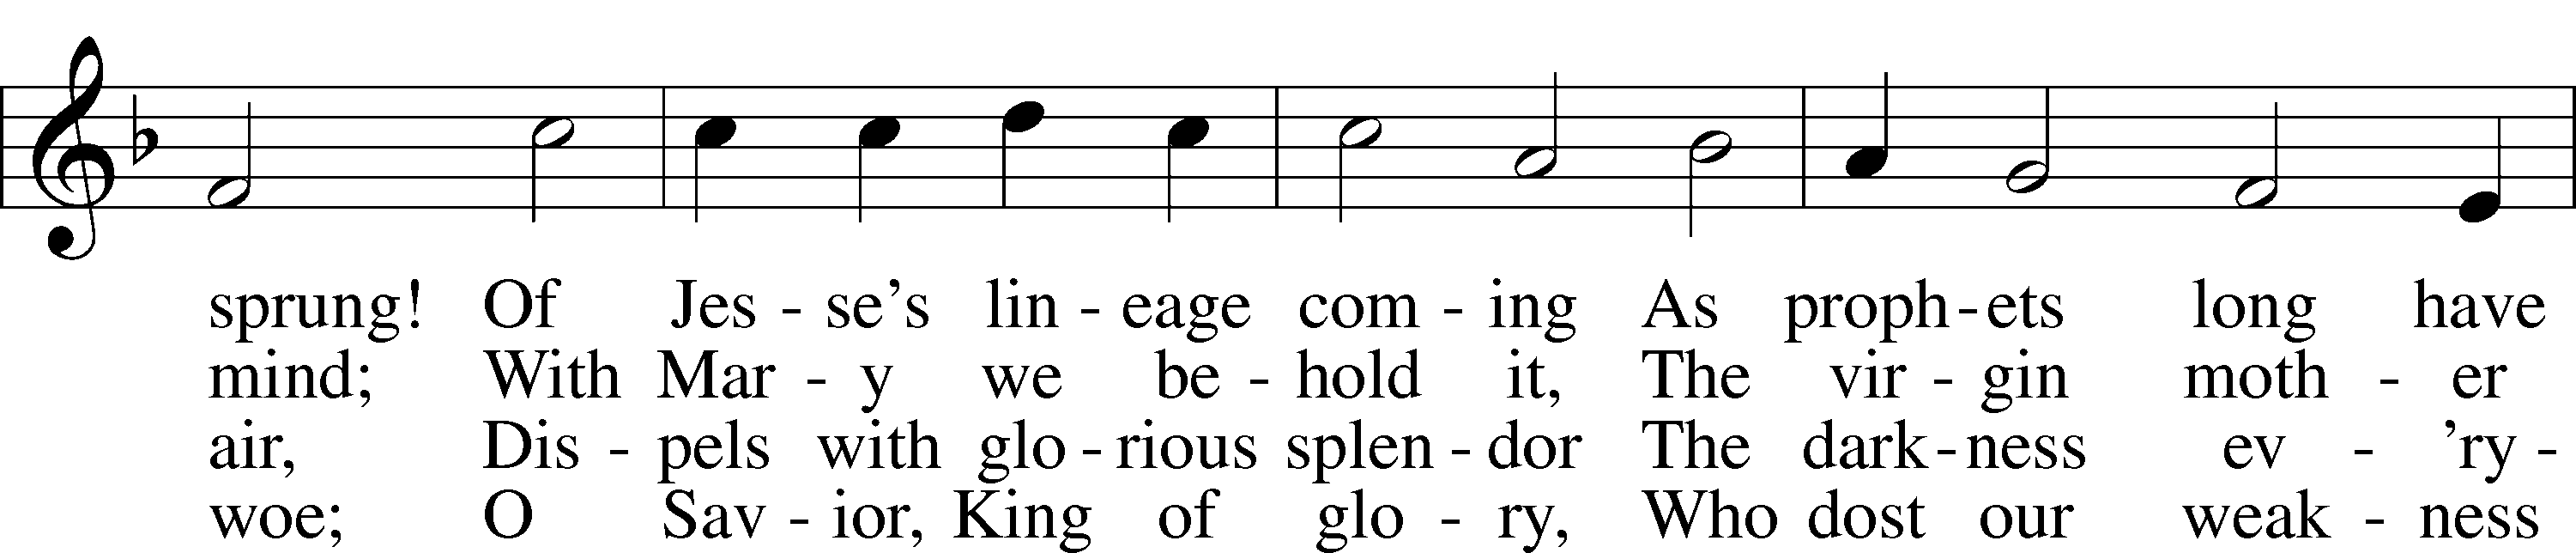 sprung! Of Jes - se's lin - eage com - ing As proph - ets long have
mind; With Mar - y we be - hold it, The vir - gin moth - er
air, Dis - pels with glo - rious splen - dor The dark - ness ev - 'ry -
woe; O Sav - ior, King of glo - ry, Who dost our weak - ness